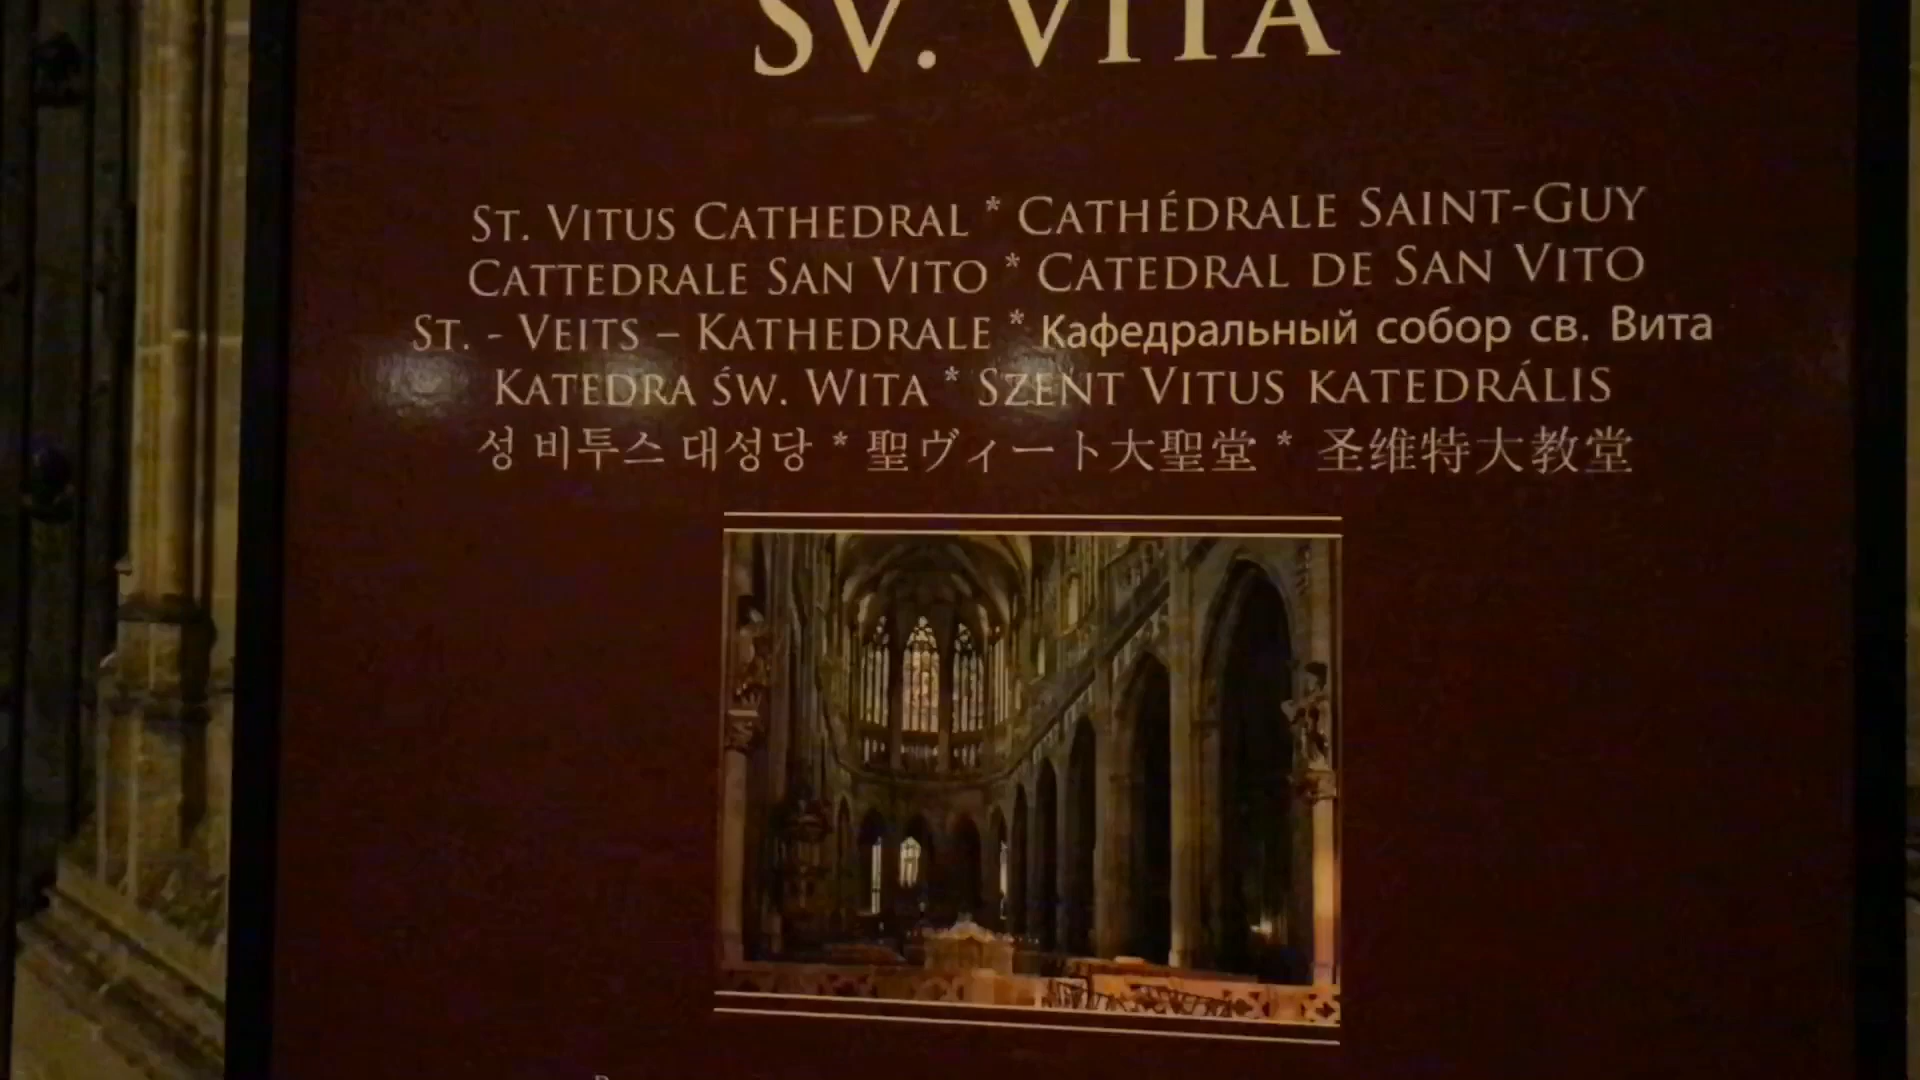 SV. VITA
ST. VITUS CATHEDRAL * CATHÉDRALE SAINT-GUY
CATTEDRALE SAN VITO * CATEDRAL DE SAN VITO
ST. - VEITS – KATHEDRALE * Кафедральный собор св. Вита
KATEDRA ŚW. WITA * SZENT VITUS KATEDRÁLIS
성 비투스 대성당 * 聖ヴィート大聖堂 * 圣维特大教堂